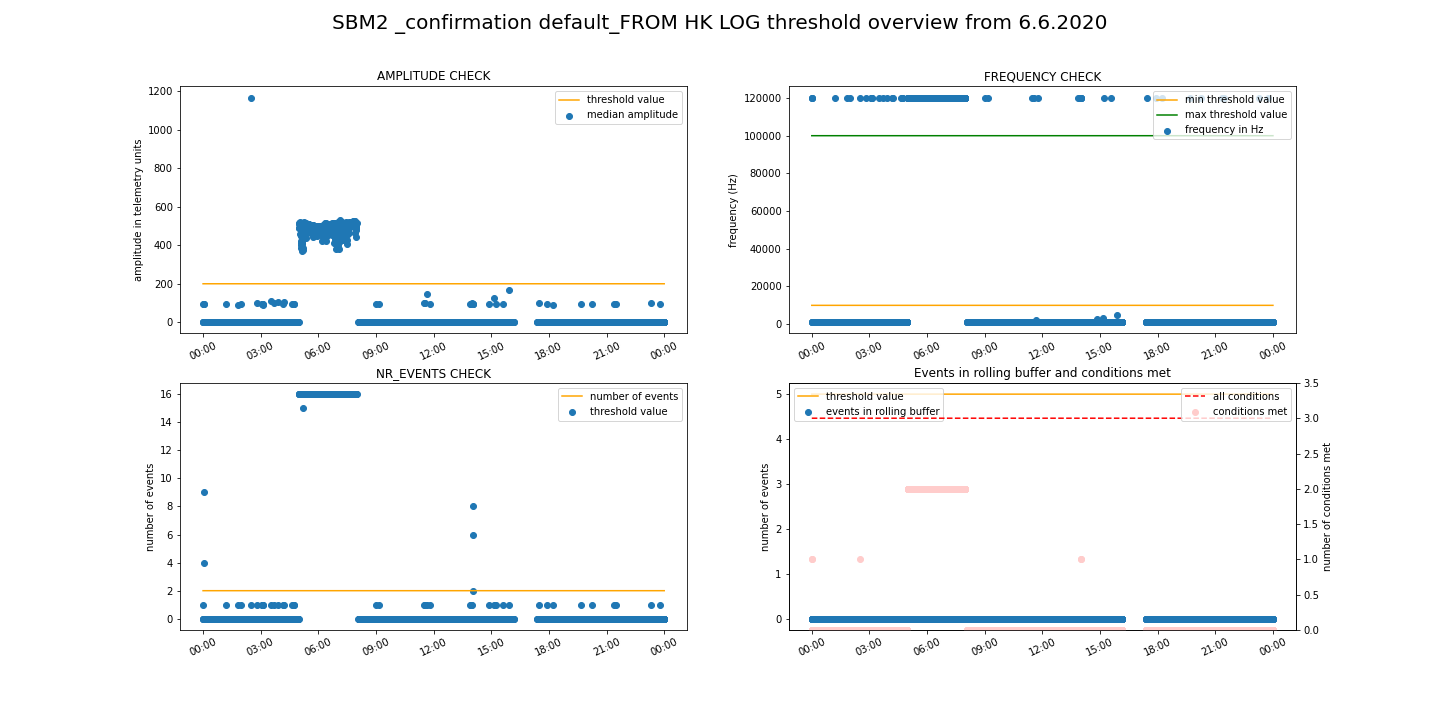 SBM2 _confirmation default_FROM HK LOG threshold overview from 6.6.2020
AMPLITUDE CHECK
threshold value
median amplitude
amplitude in telemetry units
1200
1000
800
600
400
200
0
00:00 03:00 06:00 09:00 12:00 15:00 18:00 21:00 00:00
FREQUENCY CHECK
min threshold value
max threshold value
frequency in Hz
frequency (Hz)
120000
100000
80000
60000
40000
20000
0
00:00 03:00 06:00 09:00 12:00 15:00 18:00 21:00 00:00
NR_EVENTS CHECK
number of events
threshold value
number of events
16
14
12
10
8
6
4
2
0
00:00 03:00 06:00 09:00 12:00 15:00 18:00 21:00 00:00
Events in rolling buffer and conditions met
threshold value
events in rolling buffer
all conditions
conditions met
number of events
5
4
3
2
1
0
3.5
3.0
2.5
2.0
1.5
1.0
0.5
0.0
number of conditions met
00:00 03:00 06:00 09:00 12:00 15:00 18:00 21:00 00:00